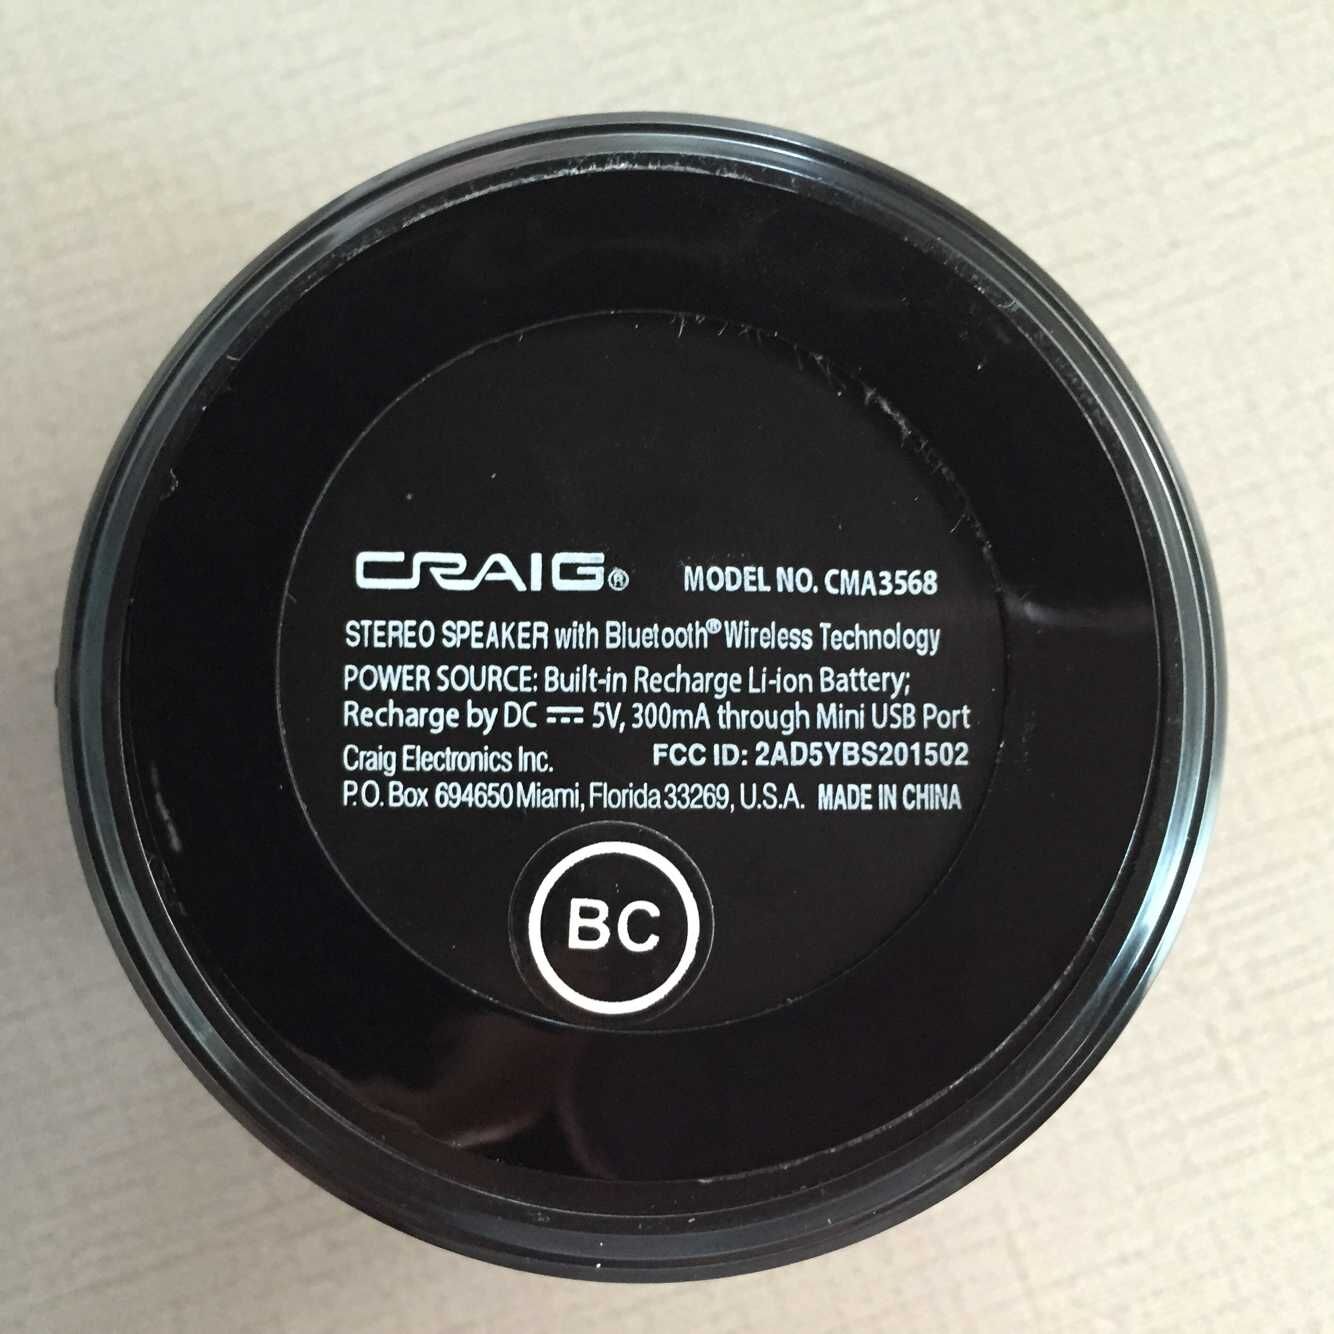 CRAIG® MODEL NO. CMA3568
STEREO SPEAKER with Bluetooth® Wireless Technology
POWER SOURCE: Built-in Recharge Li-ion Battery;
Recharge by DC ⎓ 5V, 300mA through Mini USB Port
Craig Electronics Inc. FCC ID: 2AD5YBS201502
P.O. Box 694650 Miami, Florida 33269, U.S.A. MADE IN CHINA
BC